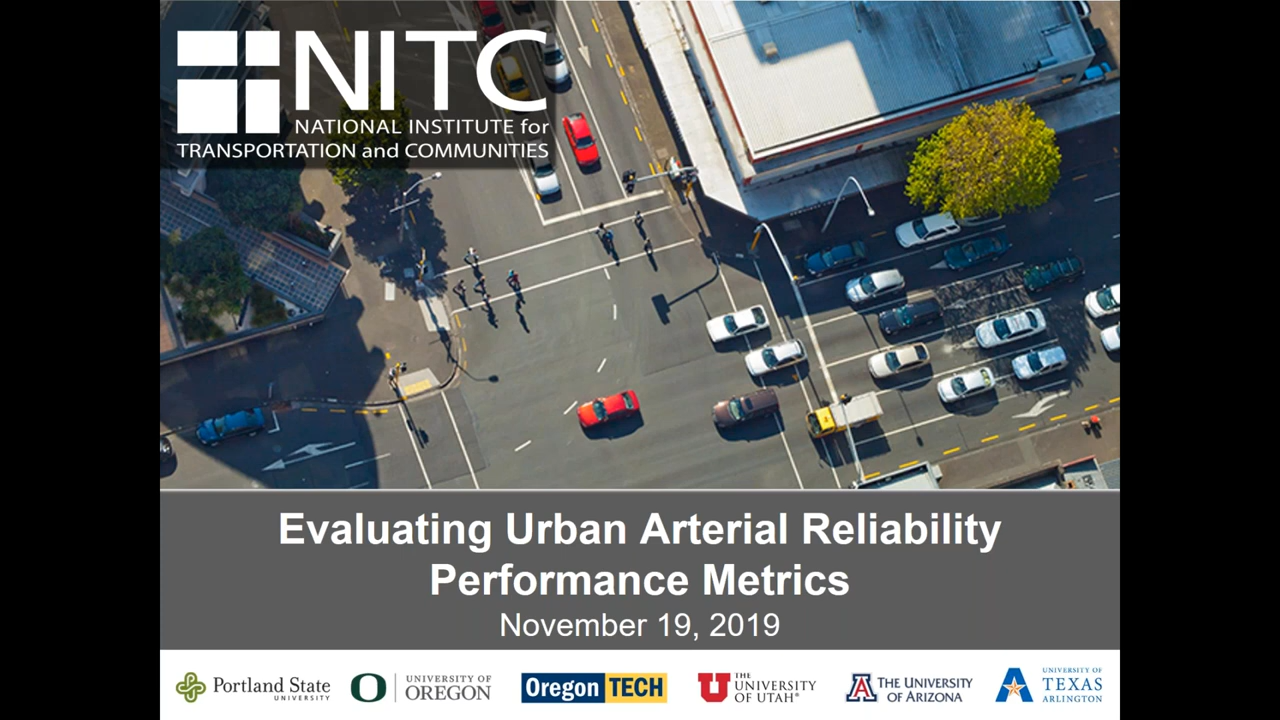 NITC
NATIONAL INSTITUTE for
TRANSPORTATION and COMMUNITIES
Evaluating Urban Arterial Reliability
Performance Metrics
November 19, 2019
Portland State
UNIVERSITY
UNIVERSITY OF
OREGON
Oregon TECH
THE
UNIVERSITY
OF UTAH®
THE UNIVERSITY
OF ARIZONA
UNIVERSITY OF
TEXAS
ARLINGTON